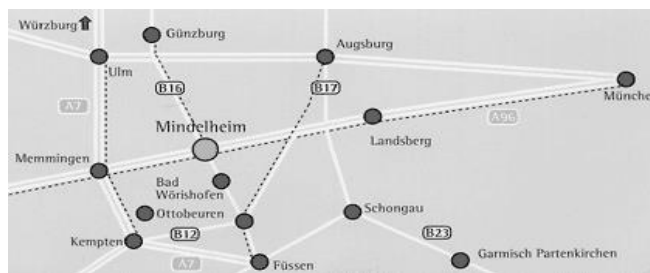 Würzburg
Günzburg
Augsburg
Ulm
B16
B17
Münche
A7
Mindelheim
A96
Landsberg
Memmingen
Bad
Wörishofen
Ottobeuren
Schongau
Kempten
B12
B23
A7
Füssen
Garmisch Partenkirchen